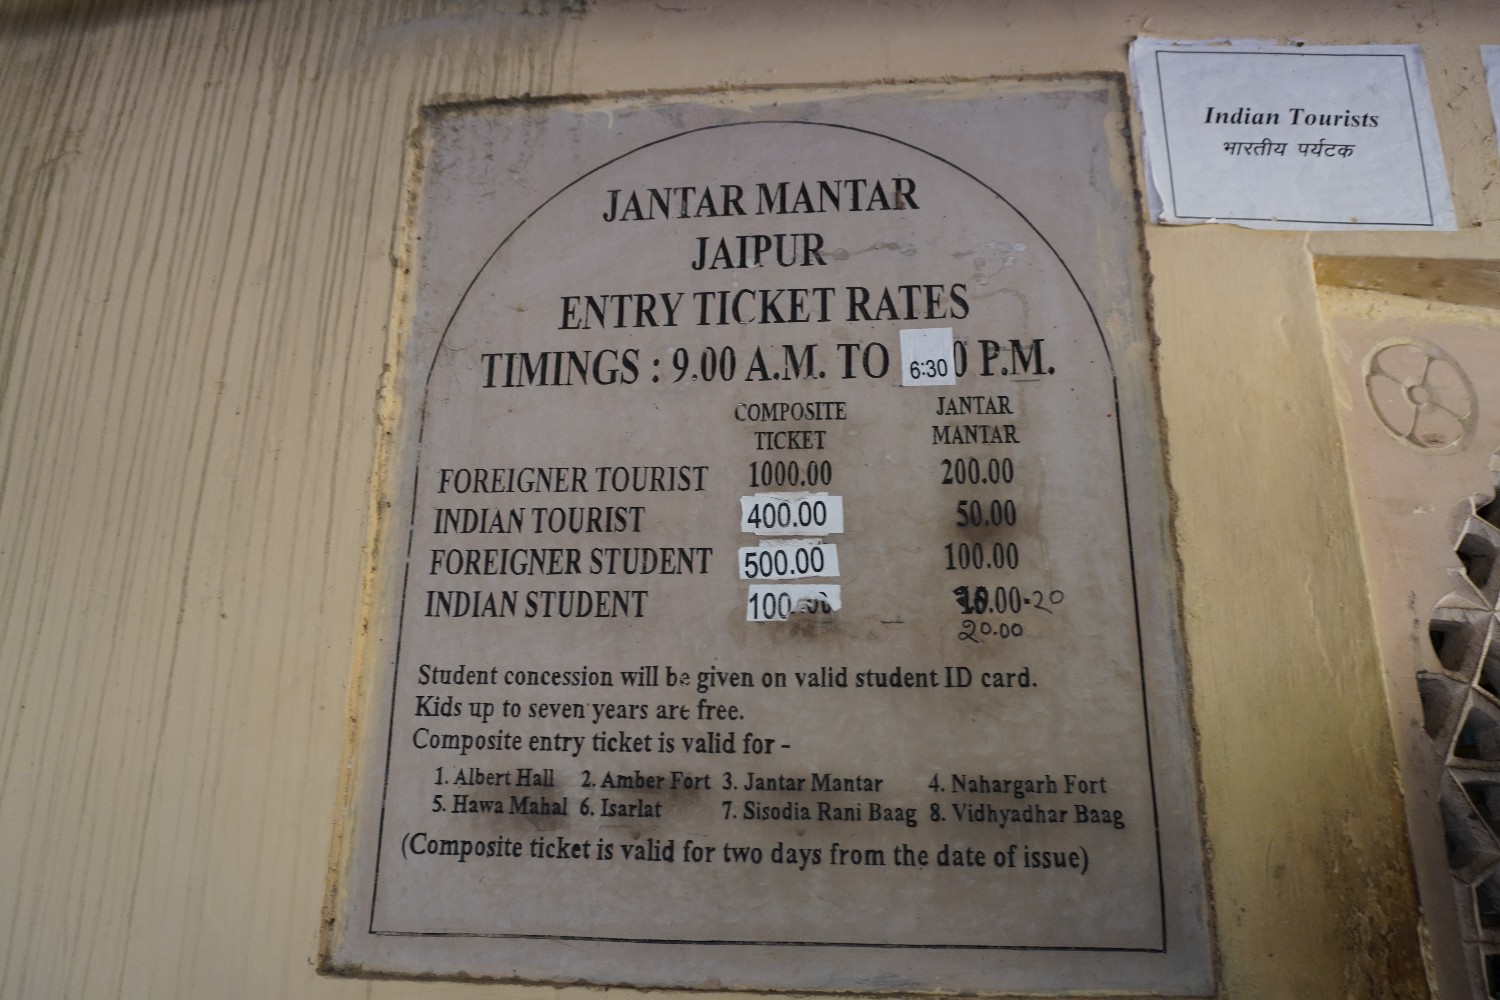 JANTAR MANTAR
JAIPUR
ENTRY TICKET RATES
TIMINGS : 9.00 A.M. TO 6:30 0 P.M.
COMPOSITE TICKET JANTAR MANTAR
FOREIGNER TOURIST 1000.00 200.00
INDIAN TOURIST 400.00 50.00
FOREIGNER STUDENT 500.00 100.00
INDIAN STUDENT 100.00 .00-20
20.00
Student concession will be given on valid student ID card.
Kids up to seven years are free.
Composite entry ticket is valid for -
1. Albert Hall 2. Amber Fort 3. Jantar Mantar 4. Nahargarh Fort
5. Hawa Mahal 6. Isarlat 7. Sisodia Rani Baag 8. Vidhyadhar Baag
(Composite ticket is valid for two days from the date of issue)
Indian Tourists
भारतीय पर्यटक